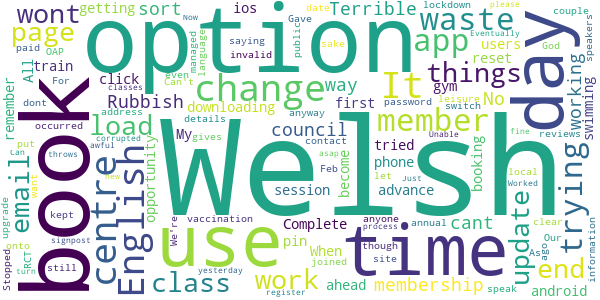 Welsh
option
book
time
day
use
change
English
centre
member
app
waste
page
wont
things
update
trying
class
work
email
load
end
It
Terrible
Rubbish
council
way
cant
membership
advance
opportunity
downloading
swimming
working
android
booking
session
Complete
become
tried
phone
first
gym
users
reset
No
pin
When
joined
ahead
though
site
annual
process
anyone
My
gives
click
train
sort
getting
ios
lockdown
date
couple
Now
please
Terrible
Gave
public
saying
invalid
managed
language
paid
OAP
All
For
even
Can't
classes
sake
God
Eventually
speakers
switch
password
leisure
reviews
details
contact
Unable
asap
Feb
let
Just
fine
Worked
local
clear
Our
ago
As
information
speak
vaccination
We're
yesterday
register
anyway
address
corrupted
awful
new
occurred
dont
remember
put
can
want
upgrade
kept
still
throws
signpost
onto
RCT
turn
Stopped